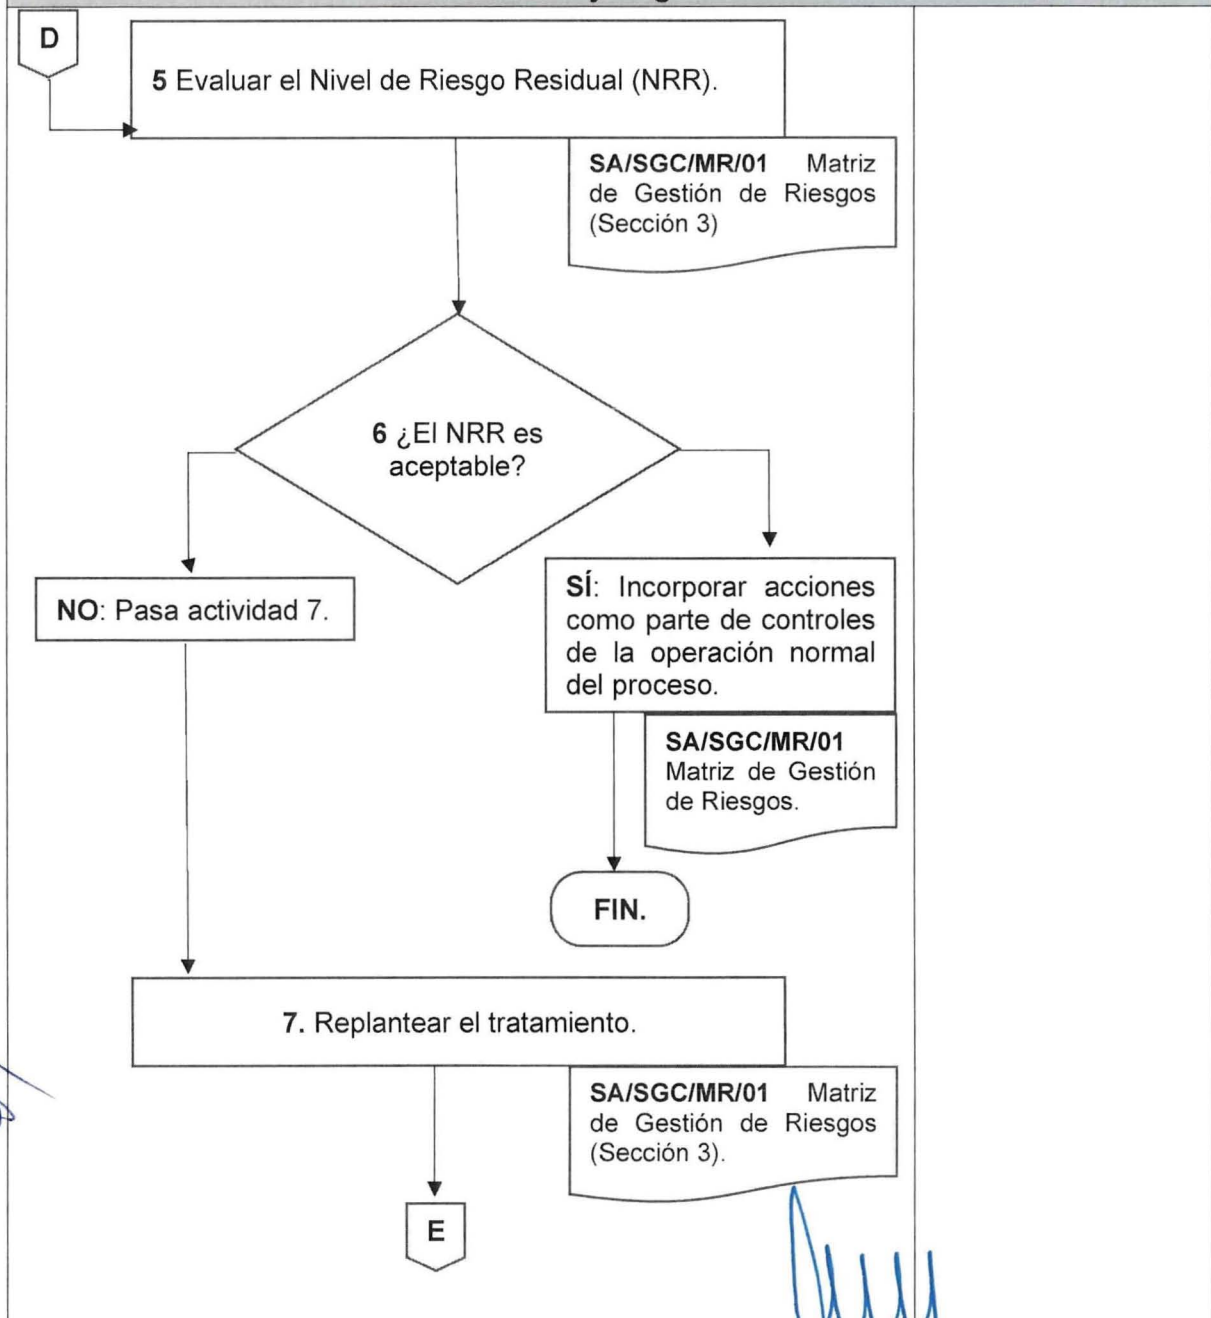 D
5 Evaluar el Nivel de Riesgo Residual (NRR).
SA/SGC/MR/01 Matriz
de Gestión de Riesgos
(Sección 3)
6 ¿El NRR es
aceptable?
NO: Pasa actividad 7.
SÍ: Incorporar acciones
como parte de controles
de la operación normal
del proceso.
SA/SGC/MR/01
Matriz de Gestión
de Riesgos.
FIN.
7. Replantear el tratamiento.
SA/SGC/MR/01 Matriz
de Gestión de Riesgos
(Sección 3).
E